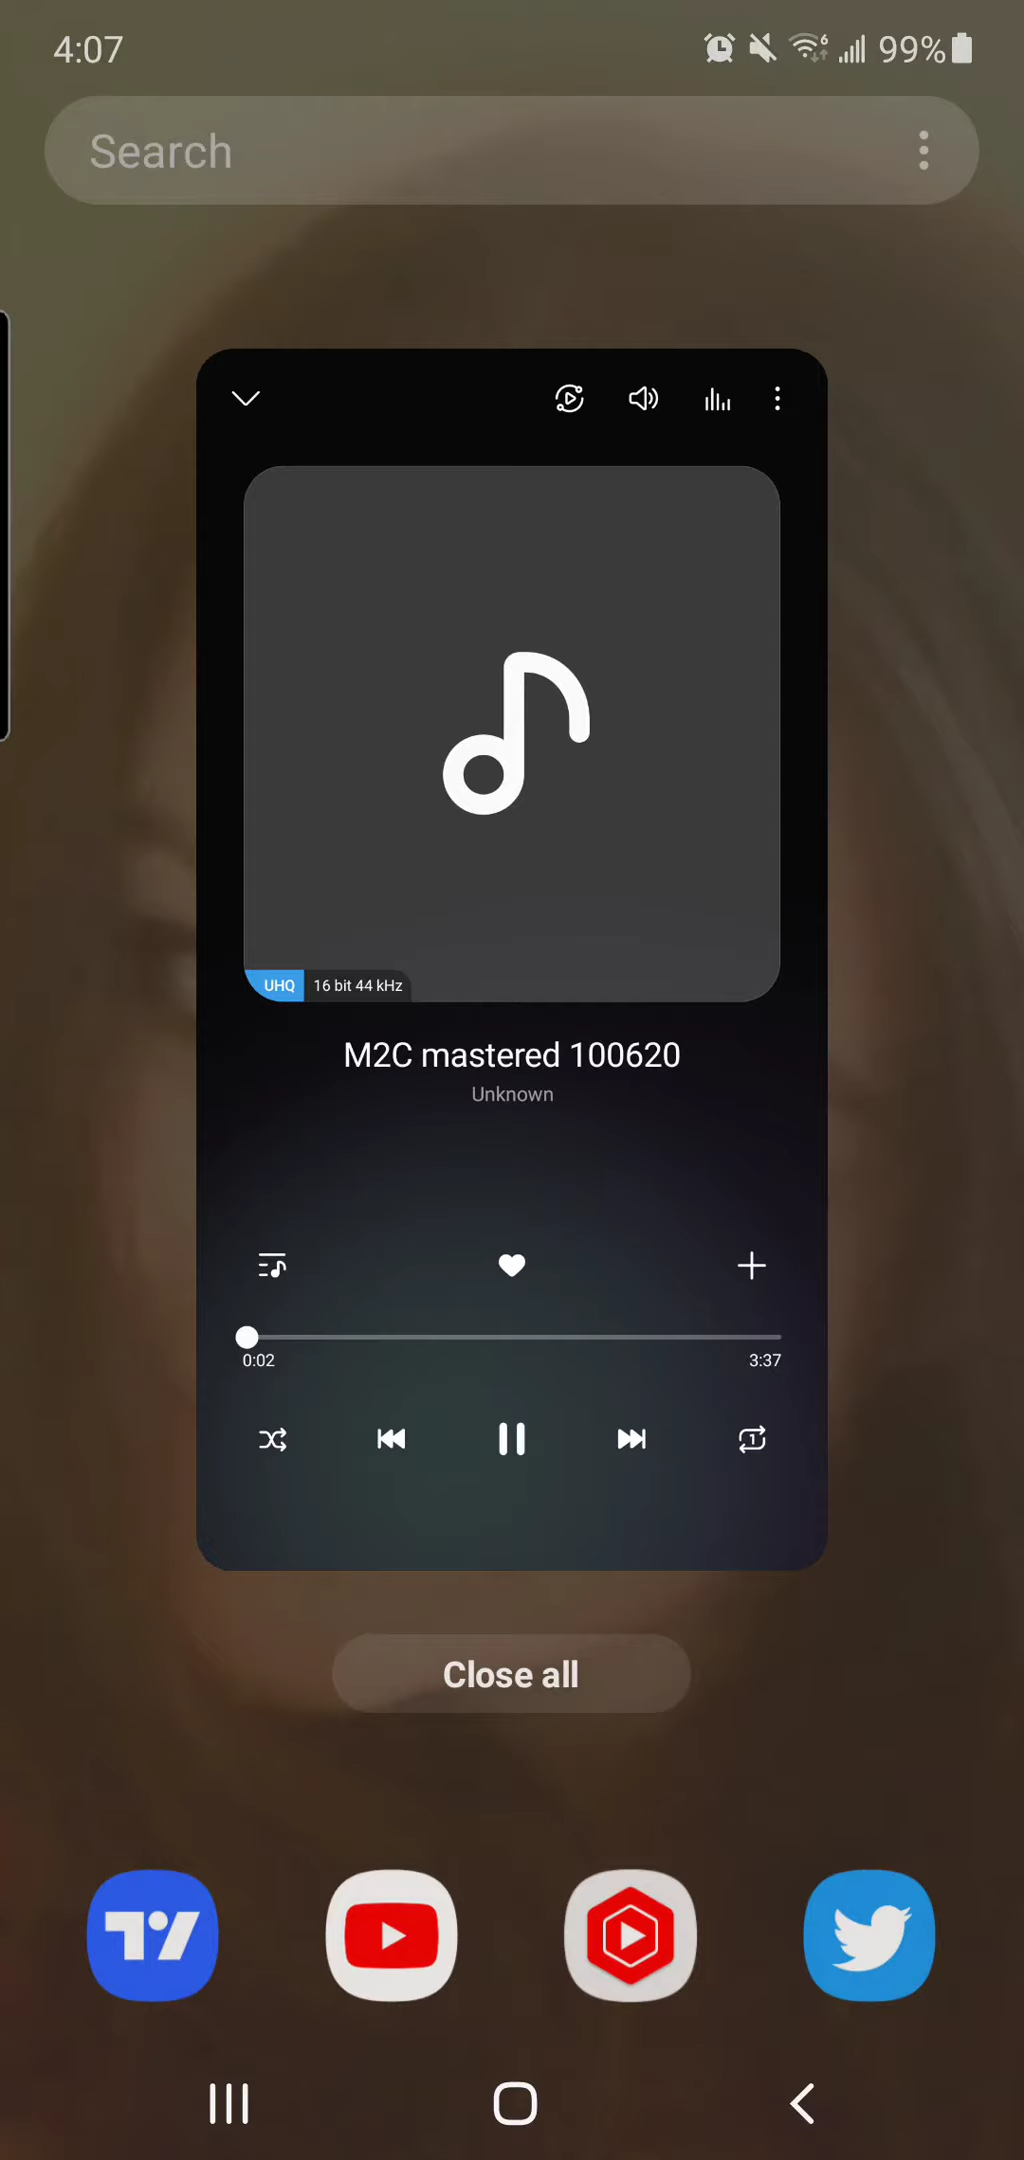 4:07
99%
Search
UHQ 16 bit 44 kHz
M2C mastered 100620
Unknown
0:02
3:37
1
Close all